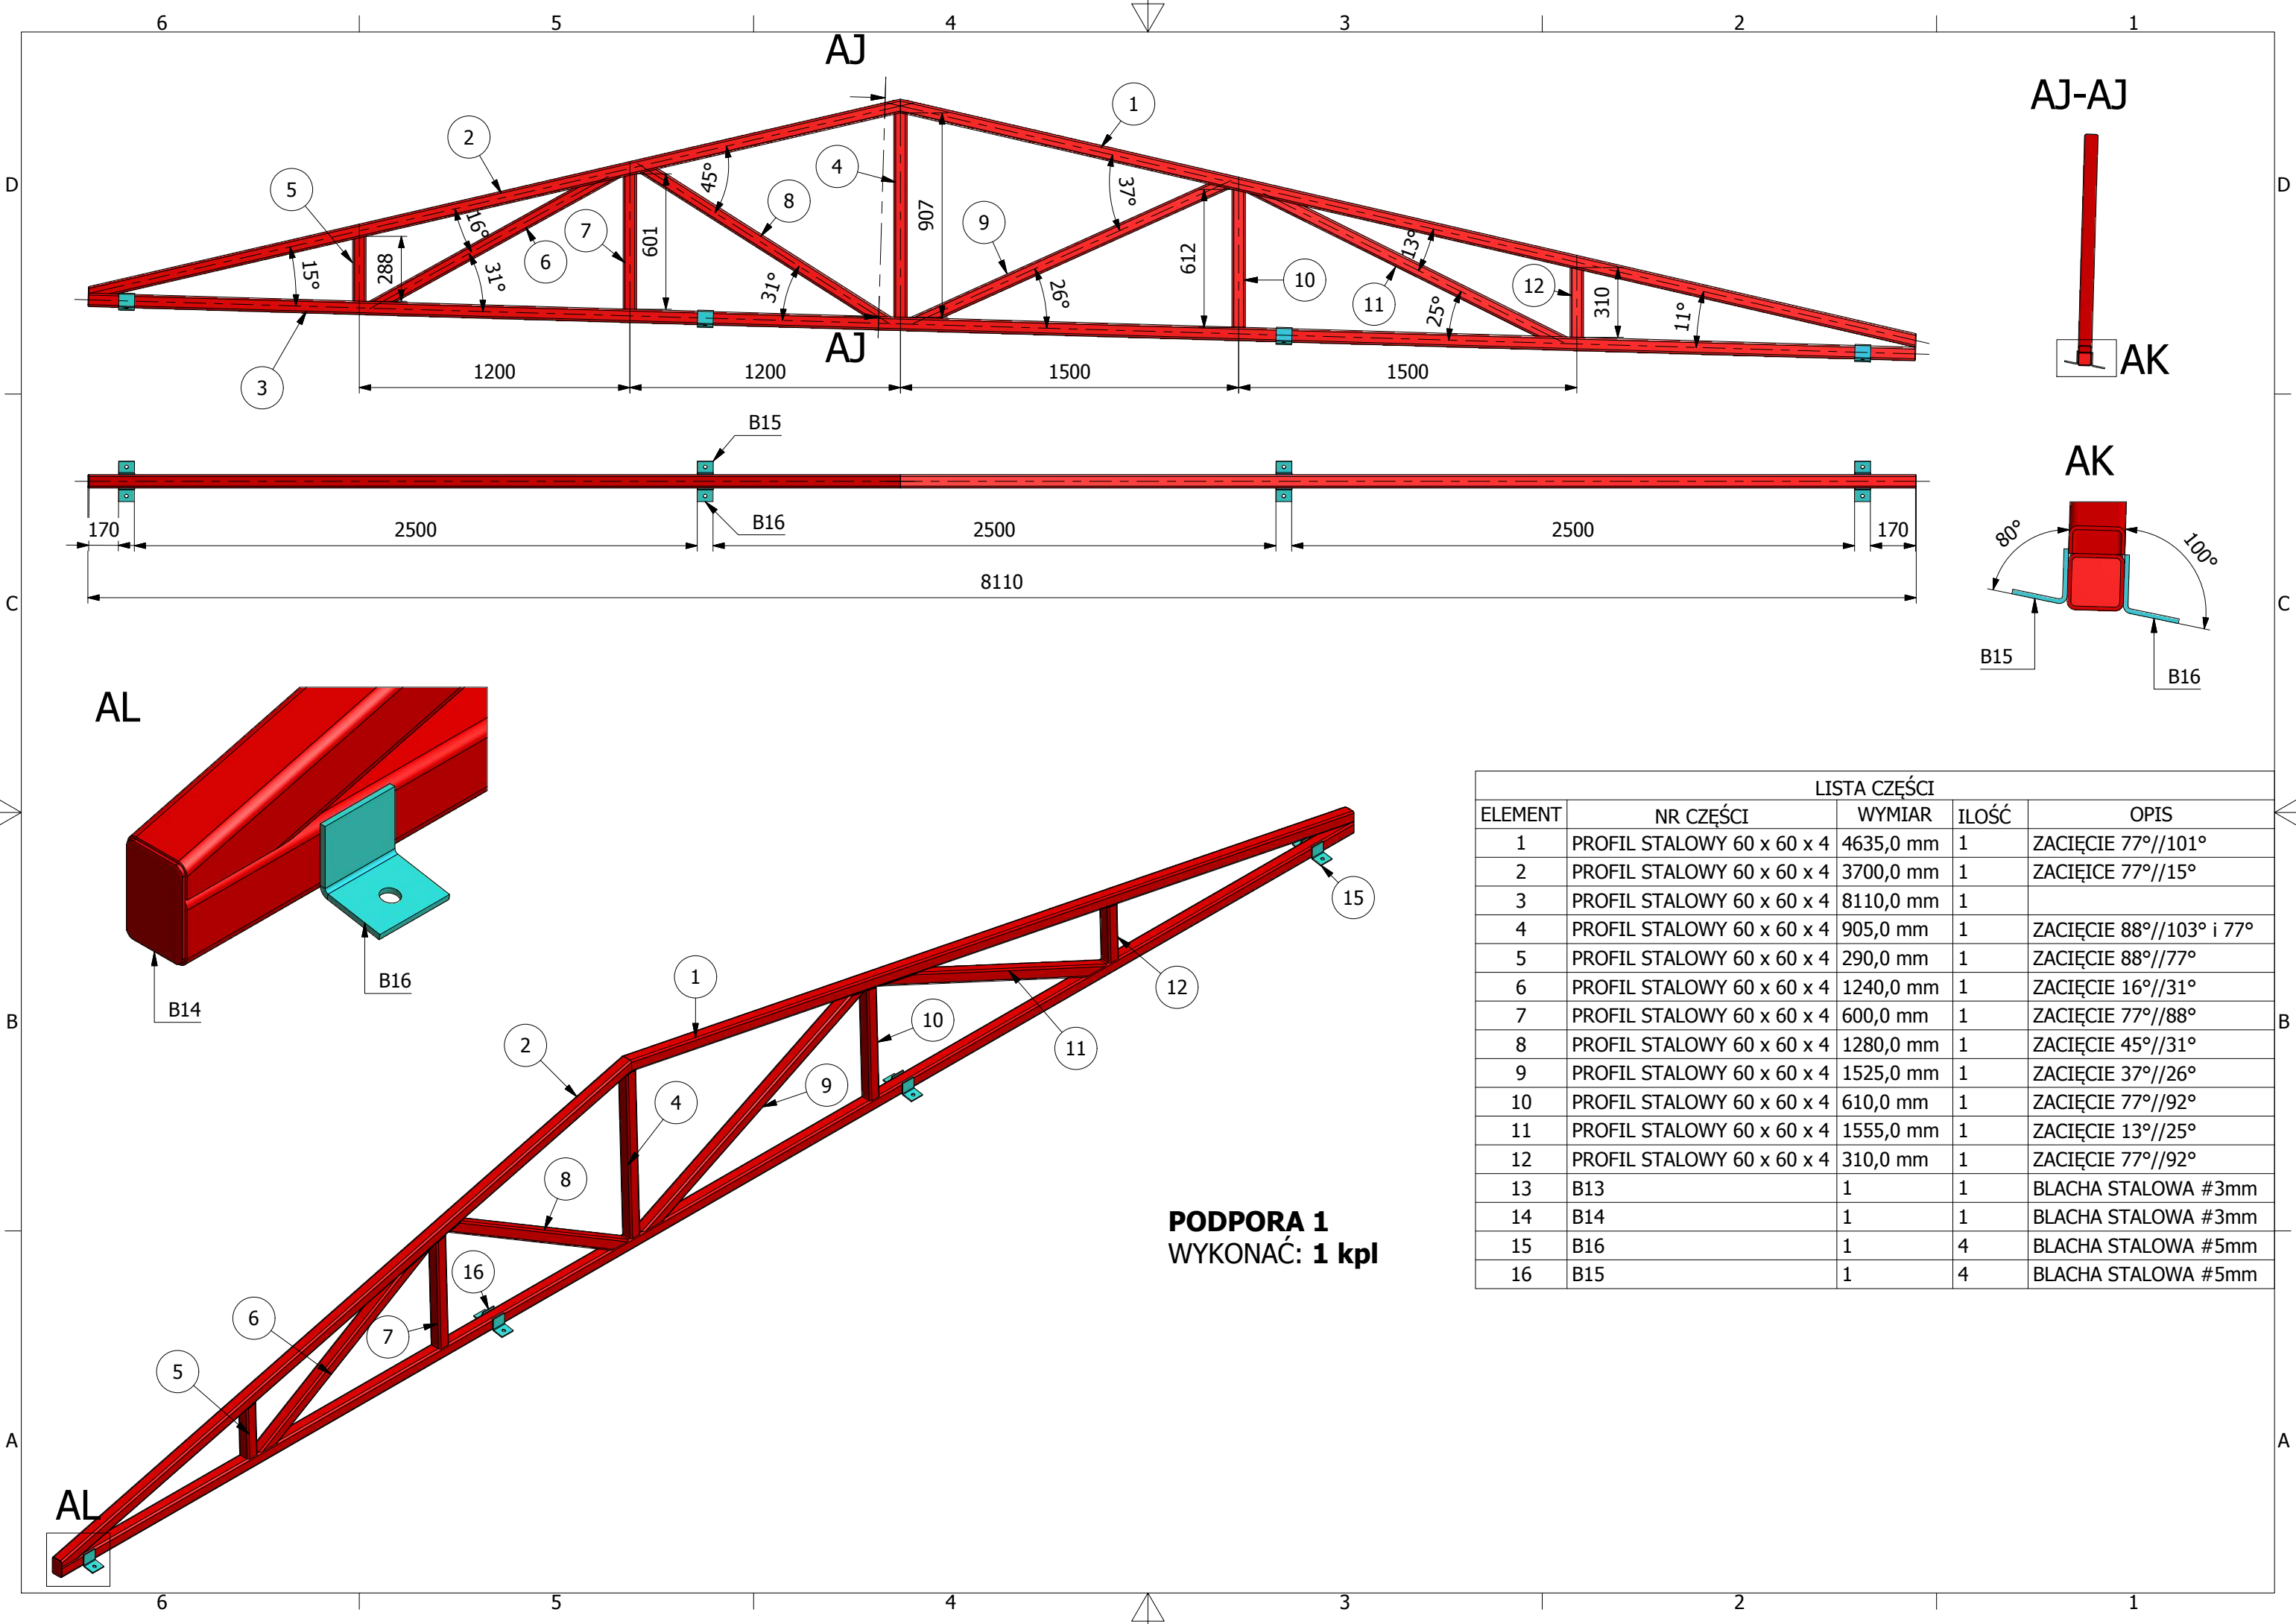 6 5 4 3 2 1
D
D
C
C
B
B
A
A
AJ
AJ
1
2
3
4
5
6
7
8
9
10
11
12
15°
16°
31°
45°
31°
37°
26°
13°
25°
11°
288
601
907
612
310
1200 1200 1500 1500
AJ-AJ
AK
B15
B16
170 2500 2500 2500 170
8110
AK
80°
100°
B15
B16
AL
B14
B16
1
2
4
5
6
7
8
9
10
11
12
15
16
AL
PODPORA 1
WYKONAĆ: 1 kpl
LISTA CZĘŚCI
ELEMENT NR CZĘŚCI WYMIAR ILOŚĆ OPIS
1 PROFIL STALOWY 60 x 60 x 4 4635,0 mm 1 ZACIĘCIE 77°//101°
2 PROFIL STALOWY 60 x 60 x 4 3700,0 mm 1 ZACIĘICE 77°//15°
3 PROFIL STALOWY 60 x 60 x 4 8110,0 mm 1
4 PROFIL STALOWY 60 x 60 x 4 905,0 mm 1 ZACIĘCIE 88°//103° i 77°
5 PROFIL STALOWY 60 x 60 x 4 290,0 mm 1 ZACIĘCIE 88°//77°
6 PROFIL STALOWY 60 x 60 x 4 1240,0 mm 1 ZACIĘCIE 16°//31°
7 PROFIL STALOWY 60 x 60 x 4 600,0 mm 1 ZACIĘCIE 77°//88°
8 PROFIL STALOWY 60 x 60 x 4 1280,0 mm 1 ZACIĘCIE 45°//31°
9 PROFIL STALOWY 60 x 60 x 4 1525,0 mm 1 ZACIĘCIE 37°//26°
10 PROFIL STALOWY 60 x 60 x 4 610,0 mm 1 ZACIĘCIE 77°//92°
11 PROFIL STALOWY 60 x 60 x 4 1555,0 mm 1 ZACIĘCIE 13°//25°
12 PROFIL STALOWY 60 x 60 x 4 310,0 mm 1 ZACIĘCIE 77°//92°
13 B13 1 1 BLACHA STALOWA #3mm
14 B14 1 1 BLACHA STALOWA #3mm
15 B16 1 4 BLACHA STALOWA #5mm
16 B15 1 4 BLACHA STALOWA #5mm
6 5 4 3 2 1